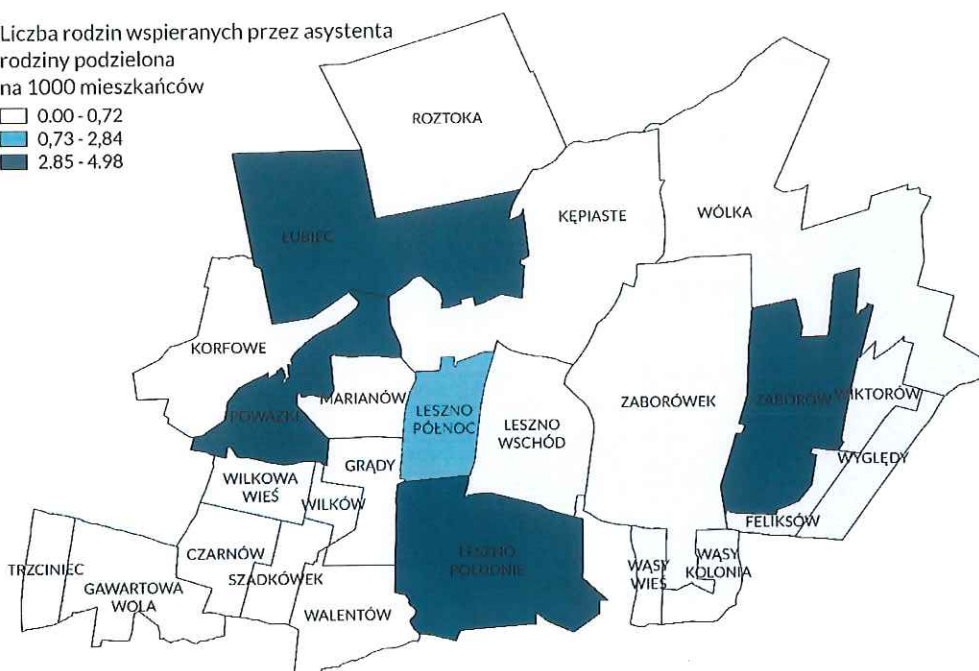 Liczba rodzin wspieranych przez asystenta
rodziny podzielona
na 1000 mieszkańców
0.00 - 0,72
0,73 - 2,84
2.85 - 4.98
ROZTOKA
KĘPIASTE
WÓLKA
ŁUBIEC
KORFOWE
MARIANÓW
POWĄZKI
LESZNO
PÓŁNOC
LESZNO
WSCHÓD
ZABORÓWEK
ZABORÓW
WIKTORÓW
WYGLĘDY
GRĄDY
WILKOWA
WIEŚ
WILKÓW
FELIKSÓW
CZARNÓW
SZADKÓWEK
LESZNO
POŁUDNIE
WĄSY
WIEŚ
WĄSY
KOLONIA
TRZCINIEC
GAWARTOWA
WOLA
WALENTÓW